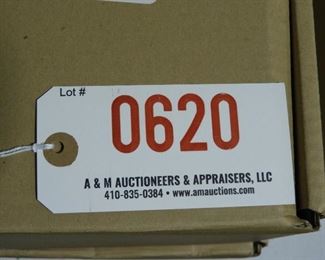 Lot #
0620
A & M AUCTIONEERS & APPRAISERS, LLC
410-835-0384 • www.amauctions.com